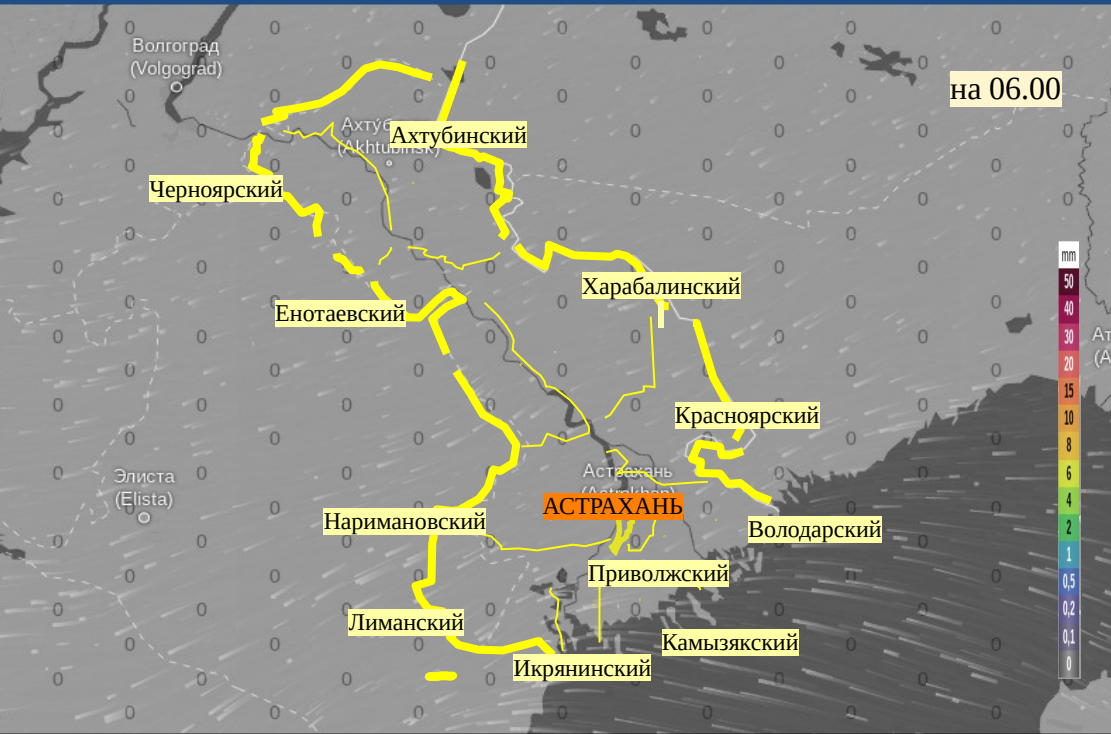 Волгоград
(Volgograd)
на 06.00
Ахтубинский
(Akhtubinsk)
Черноярский
mm
50
40
30
20
15
10
8
6
4
2
1
0,5
0,2
0,1
0
Харабалинский
Енотаевский
Красноярский
Элиста
(Elista)
Астрахань
АСТРАХАНЬ
Наримановский
Володарский
Приволжский
Лиманский
Камызякский
Икрянинский